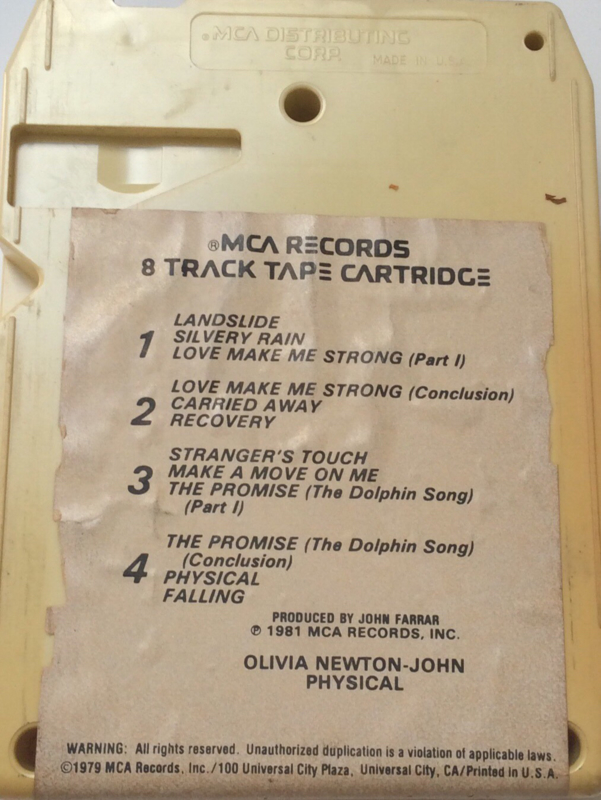 ®MCA DISTRIBUTING
CORP. MADE IN U.S.A.
®MCA RECORDS
8 TRACK TAPE CARTRIDGE
1 LANDSLIDE
SILVERY RAIN
LOVE MAKE ME STRONG (Part I)
2 LOVE MAKE ME STRONG (Conclusion)
CARRIED AWAY
RECOVERY
3 STRANGER'S TOUCH
MAKE A MOVE ON ME
THE PROMISE (The Dolphin Song)
(Part I)
4 THE PROMISE (The Dolphin Song)
(Conclusion)
PHYSICAL
FALLING
PRODUCED BY JOHN FARRAR
℗ 1981 MCA RECORDS, INC.
OLIVIA NEWTON-JOHN
PHYSICAL
WARNING: All rights reserved. Unauthorized duplication is a violation of applicable laws.
©1979 MCA Records, Inc./100 Universal City Plaza, Universal City, CA/Printed in U.S.A.